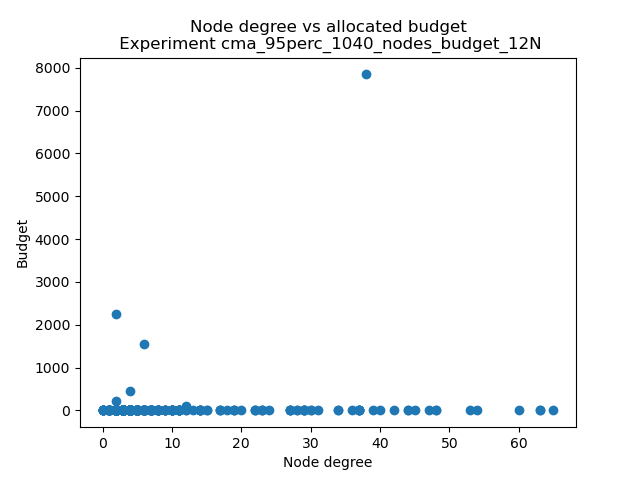 Node degree vs allocated budget
Experiment cma_95perc_1040_nodes_budget_12N
8000
7000
6000
5000
4000
3000
2000
1000
0
Budget
0 10 20 30 40 50 60
Node degree